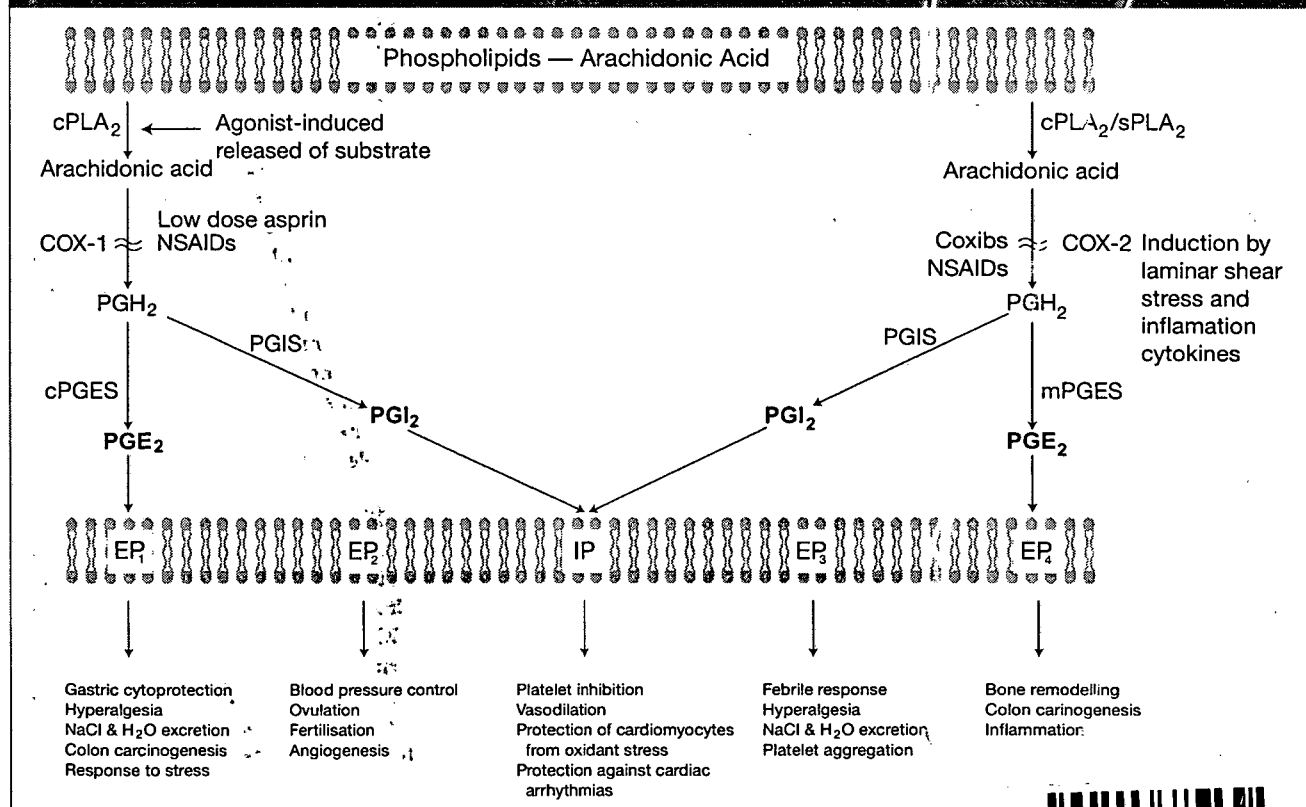 Phospholipids — Arachidonic Acid
cPLA₂
Agonist-induced
released of substrate
Arachidonic acid
Low dose asprin
COX-1
NSAIDs
PGH₂
PGIS
cPGES
PGI₂
PGE₂
cPLA₂/sPLA₂
Arachidonic acid
Coxibs
NSAIDs
COX-2
Induction by
laminar shear
stress and
inflamation
cytokines
PGH₂
PGIS
mPGES
PGI₂
PGE₂
EP₁
EP₂
IP
EP₃
EP₄
Gastric cytoprotection
Hyperalgesia
NaCl & H₂O excretion
Colon carcinogenesis
Response to stress
Blood pressure control
Ovulation
Fertilisation
Angiogenesis
Platelet inhibition
Vasodilation
Protection of cardiomyocytes
from oxidant stress
Protection against cardiac
arrhythmias
Febrile response
Hyperalgesia
NaCl & H₂O excretion
Platelet aggregation
Bone remodelling
Colon carinogenesis
Inflammation